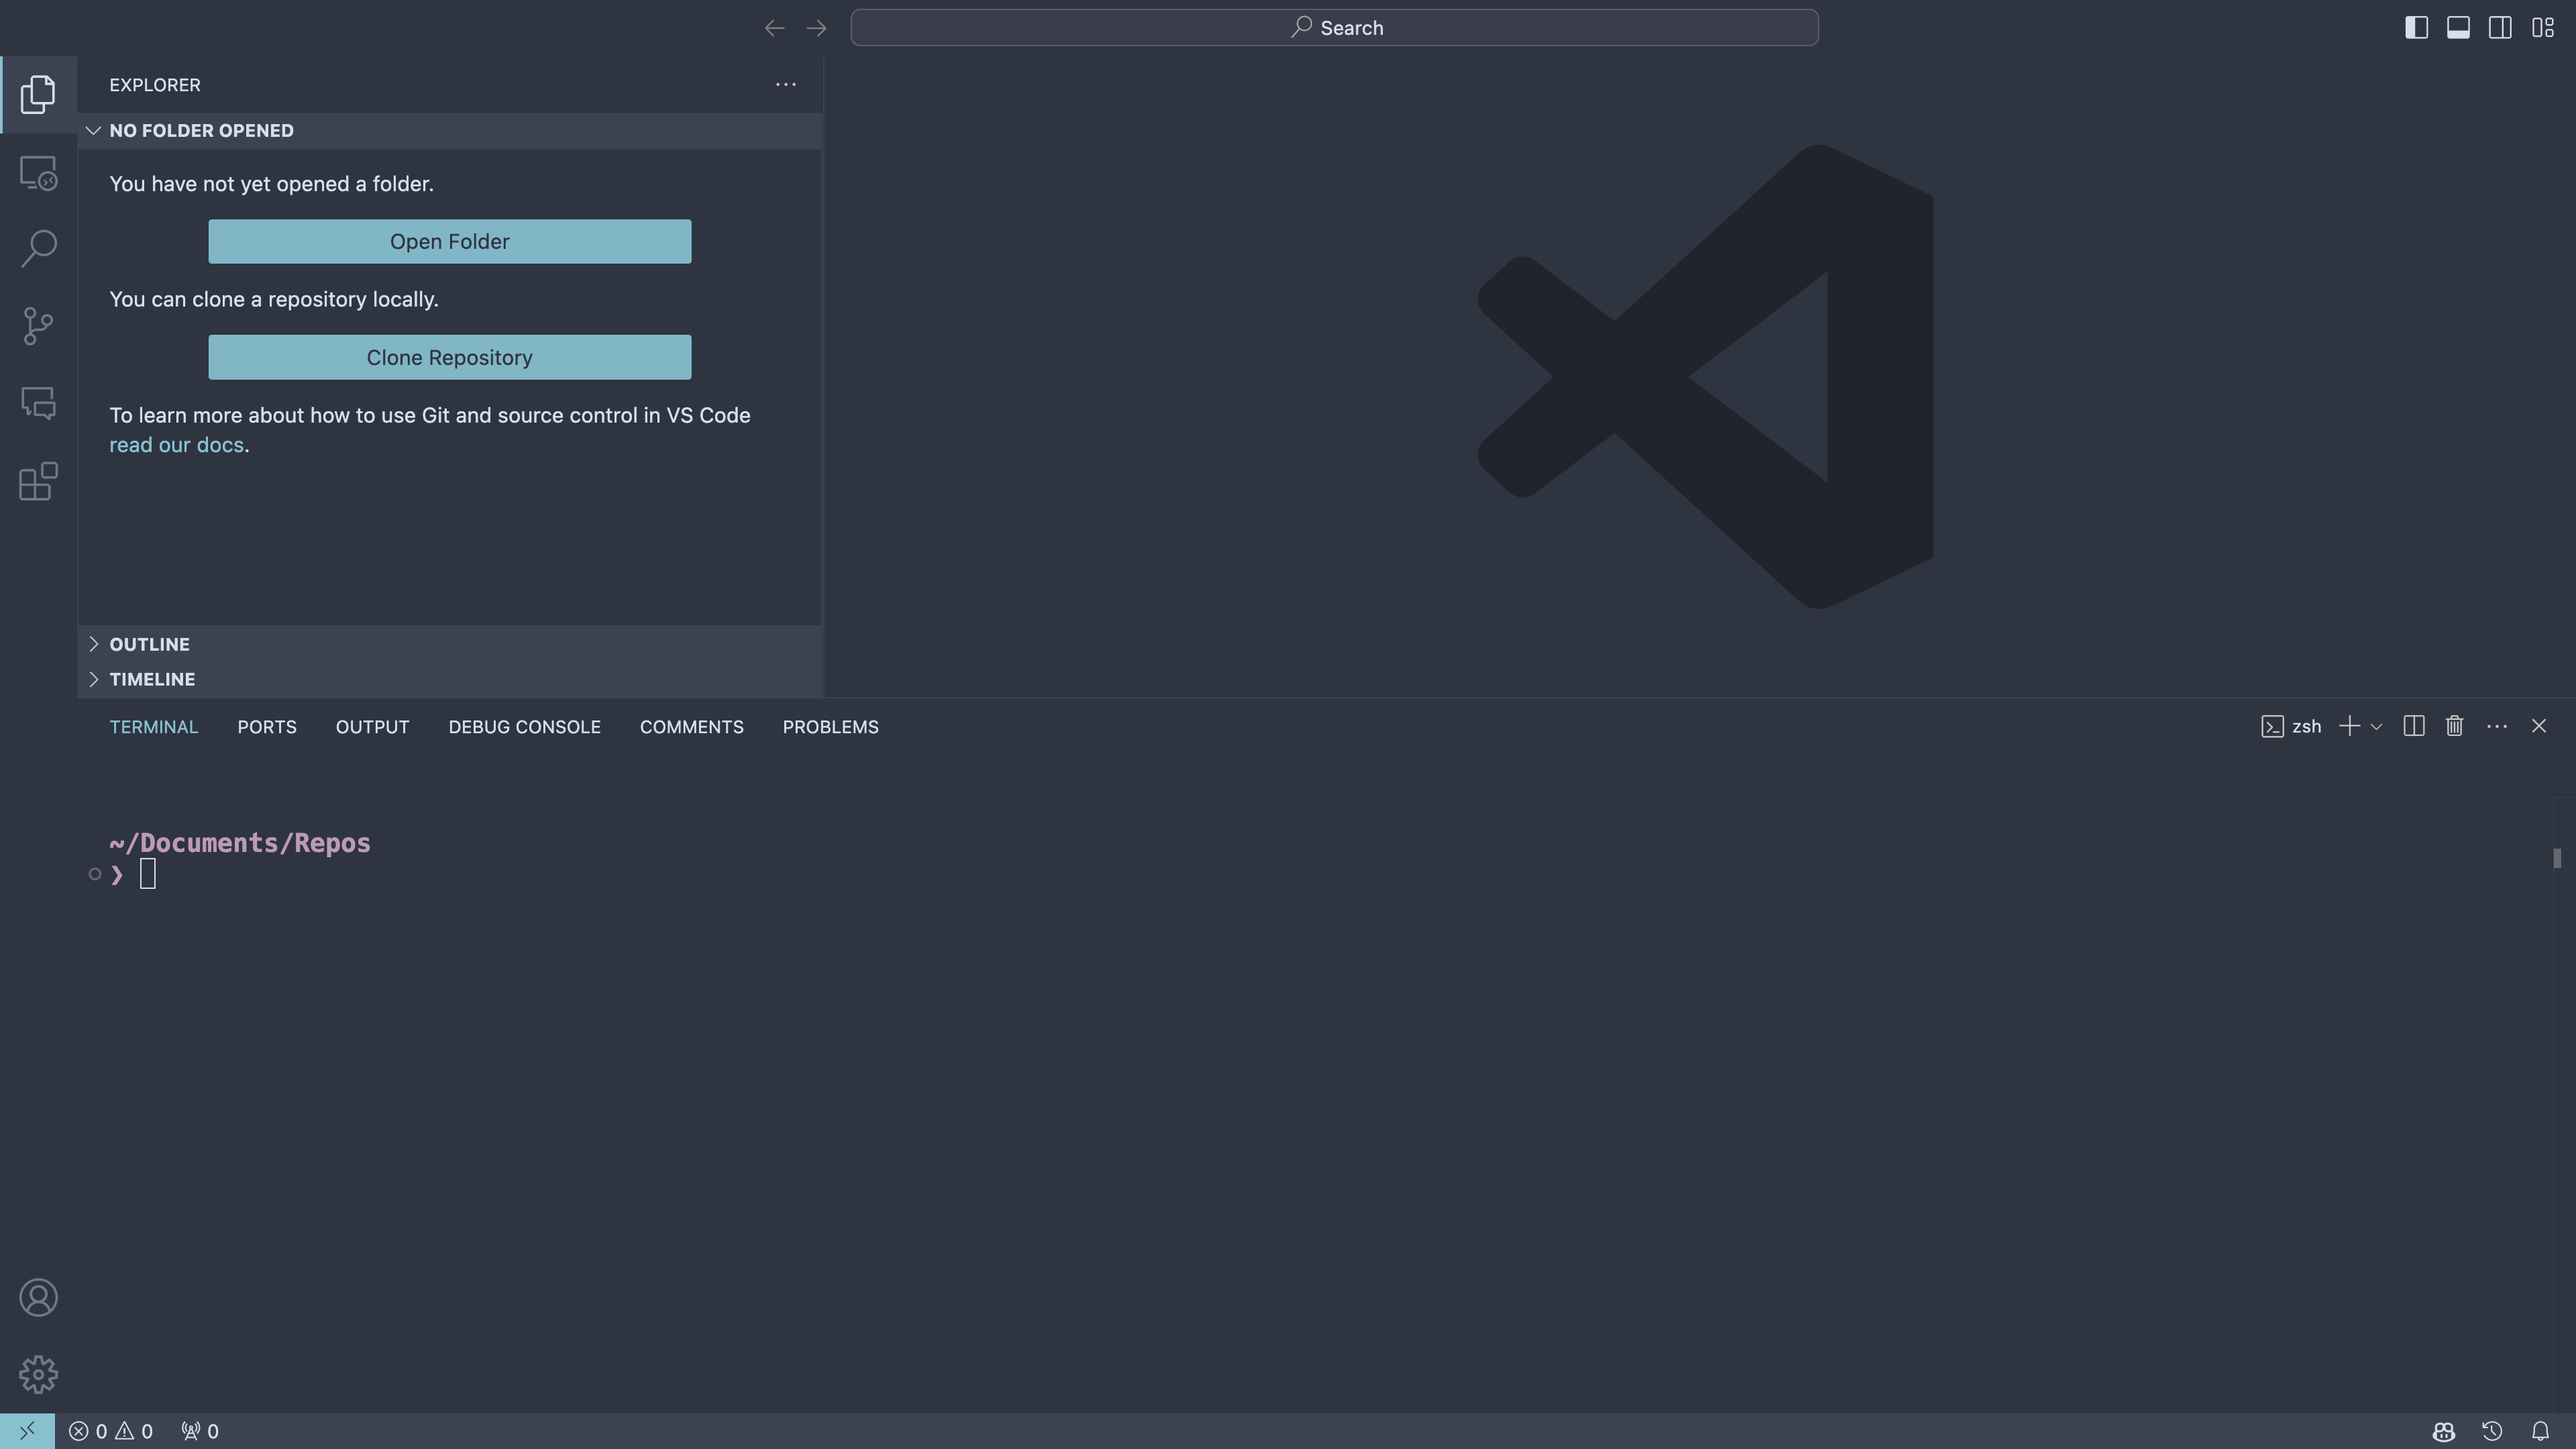 Search
EXPLORER
NO FOLDER OPENED
You have not yet opened a folder.
Open Folder
You can clone a repository locally.
Clone Repository
To learn more about how to use Git and source control in VS Code
read our docs.
OUTLINE
TIMELINE
TERMINAL PORTS OUTPUT DEBUG CONSOLE COMMENTS PROBLEMS zsh
~/Documents/Repos
❯
0 0 0